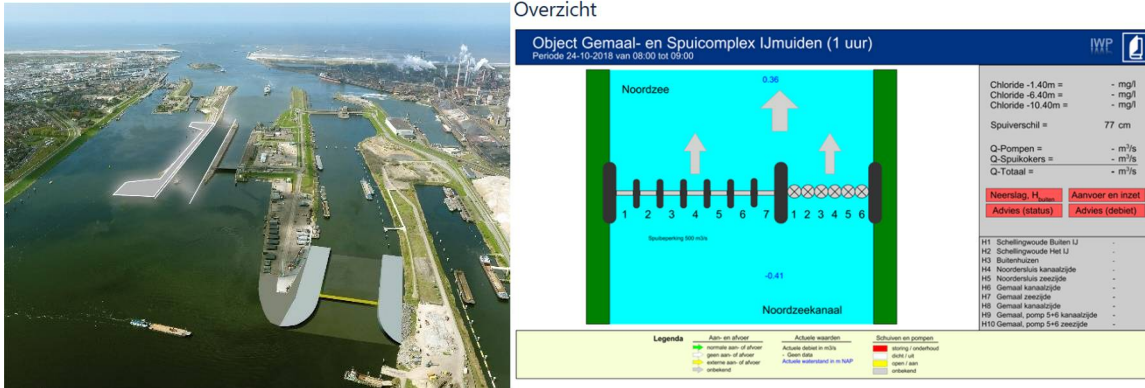 Overzicht
Object Gemaal- en Spuicomplex IJmuiden (1 uur)
Periode 24-10-2018 van 08:00 tot 09:00
IWP
Noordzee
0.36
1 2 3 4 5 6 7 1 2 3 4 5 6
Spuibeperking 500 m3/s
-0.41
Noordzeekanaal
Chloride -1.40m = - mg/l
Chloride -6.40m = - mg/l
Chloride -10.40m = - mg/l
Spuiverschil = 77 cm
Q-Pompen = - m³/s
Q-Spuikokers = - m³/s
Q-Totaal = - m³/s
Neerslag, H buiten Aanvoer en inzet
Advies (status) Advies (debiet)
H1 Schellingwoude Buiten IJ -
H2 Schellingwoude Het IJ -
H3 Buitenhuizen -
H4 Noordersluis kanaalzijde -
H5 Noordersluis zeezijde -
H6 Gemaal kanaalzijde -
H7 Gemaal zeezijde -
H8 Gemaal kanaalzijde -
H9 Gemaal, pomp 5+6 kanaalzijde -
H10 Gemaal, pomp 5+6 zeezijde -
Legenda
Aan- en afvoer
normale aan- of afvoer
geen aan- of afvoer
externe aan- of afvoer
onbekend
Actuele waarden
Actuele debiet in m3/s
- Geen data
Actuele waterstand in m NAP
Schuiven en pompen
storing / onderhoud
dicht / uit
open / aan
onbekend